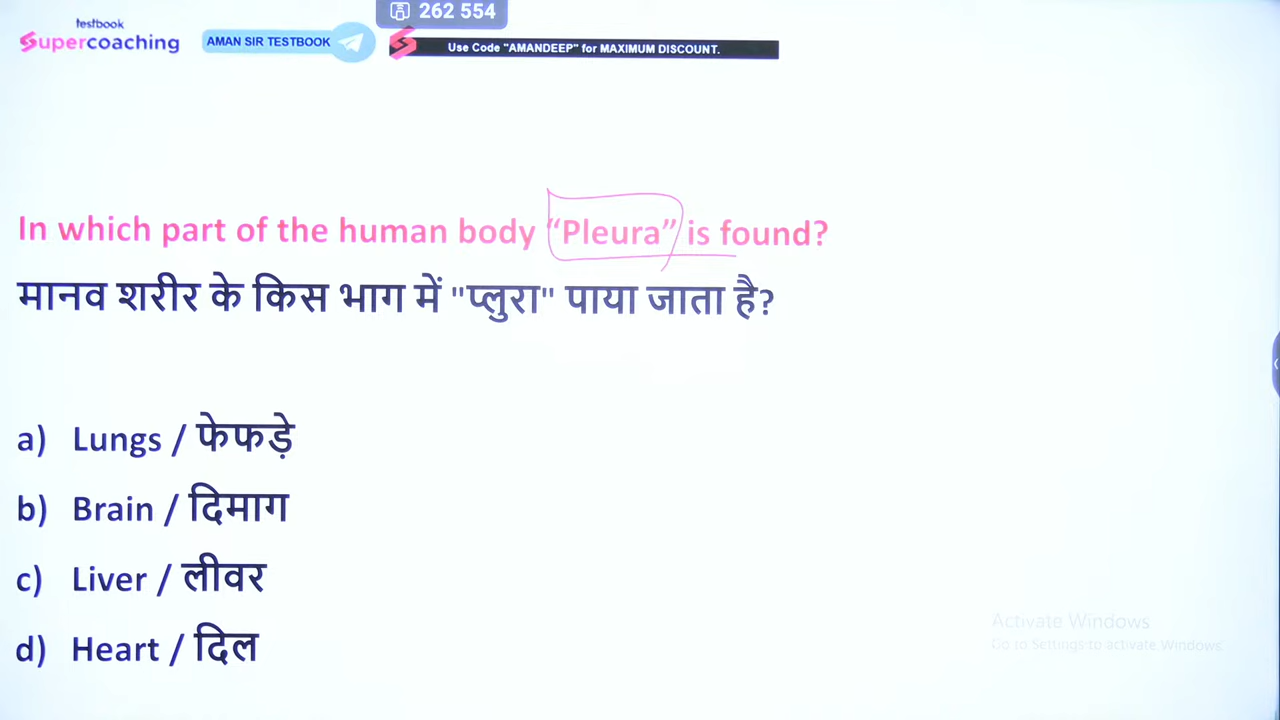 testbook
Supercoaching
AMAN SIR TESTBOOK
262 554
Use Code "AMANDEEP" for MAXIMUM DISCOUNT.
In which part of the human body “Pleura” is found?
मानव शरीर के किस भाग में "प्लुरा" पाया जाता है?
a) Lungs / फेफड़े
b) Brain / दिमाग
c) Liver / लीवर
d) Heart / दिल
Activate Windows
Go to Settings to activate Windows.